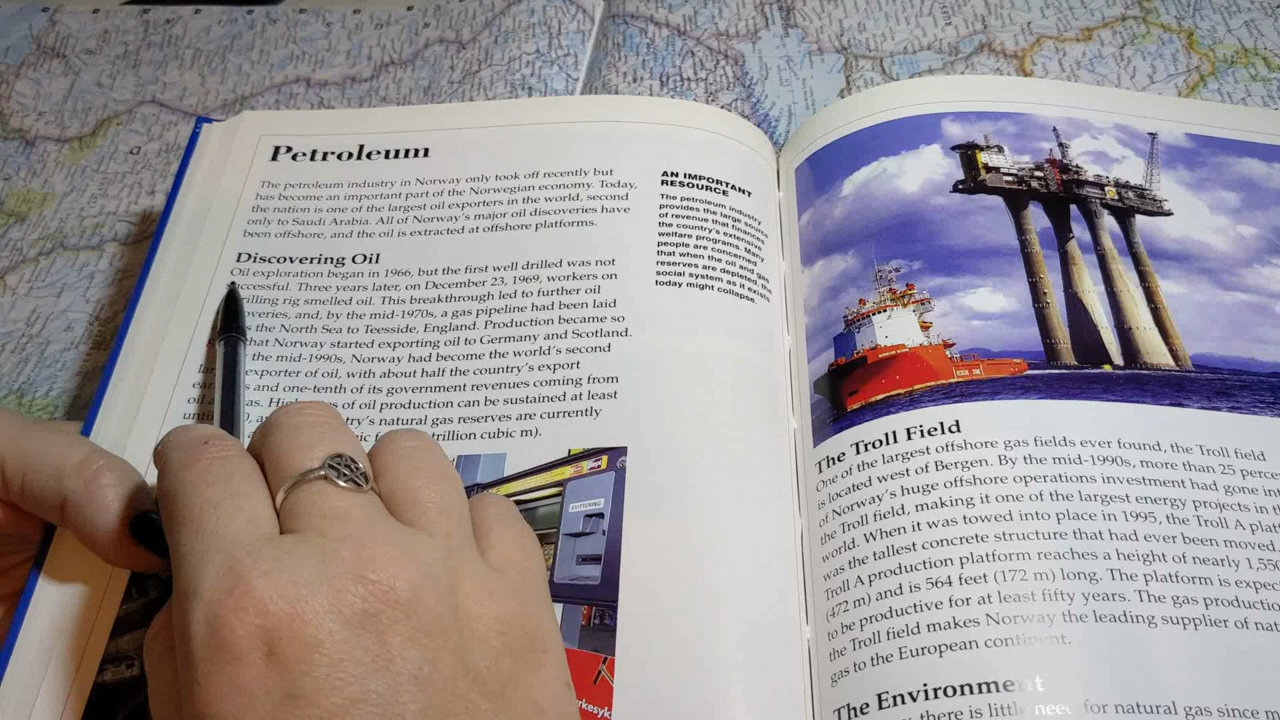 Petroleum
The petroleum industry in Norway only took off recently but
has become an important part of the Norwegian economy. Today,
the nation is one of the largest oil exporters in the world, second
only to Saudi Arabia. All of Norway's major oil discoveries have
been offshore, and the oil is extracted at offshore platforms.
Discovering Oil
Oil exploration began in 1966, but the first well drilled was not
uccessful. Three years later, on December 23, 1969, workers on
rilling rig smelled oil. This breakthrough led to further oil
overies, and, by the mid-1970s, a gas pipeline had been laid
s the North Sea to Teesside, England. Production became so
that Norway started exporting oil to Germany and Scotland.
the mid-1990s, Norway had become the world's second
exporter of oil, with about half the country's export
s and one-tenth of its government revenues coming from
oil as. Hig es of oil production can be sustained at least
until 0, a try's natural gas reserves are currently
trillion cubic m).
AN IMPORTANT
RESOURCE
The petroleum industry
provides the large source
of revenue that finances
the country's extensive
welfare programs. Many
people are concerned
that when the oil and gas
reserves are depleted, the
social system as it exists
today might collapse.
KVITTERING
The Troll Field
One of the largest offshore gas fields ever found, the Troll field
is located west of Bergen. By the mid-1990s, more than 25 perce
of Norway's huge offshore operations investment had gone in
the Troll field, making it one of the largest energy projects in t
world. When it was towed into place in 1995, the Troll A plat
was the tallest concrete structure that had ever been moved.
Troll A production platform reaches a height of nearly 1,550
(472 m) and is 564 feet (172 m) long. The platform is expec
to be productive for at least fifty years. The gas productio
the Troll field makes Norway the leading supplier of nat
gas to the European continent.
The Environment
there is little need for natural gas since m